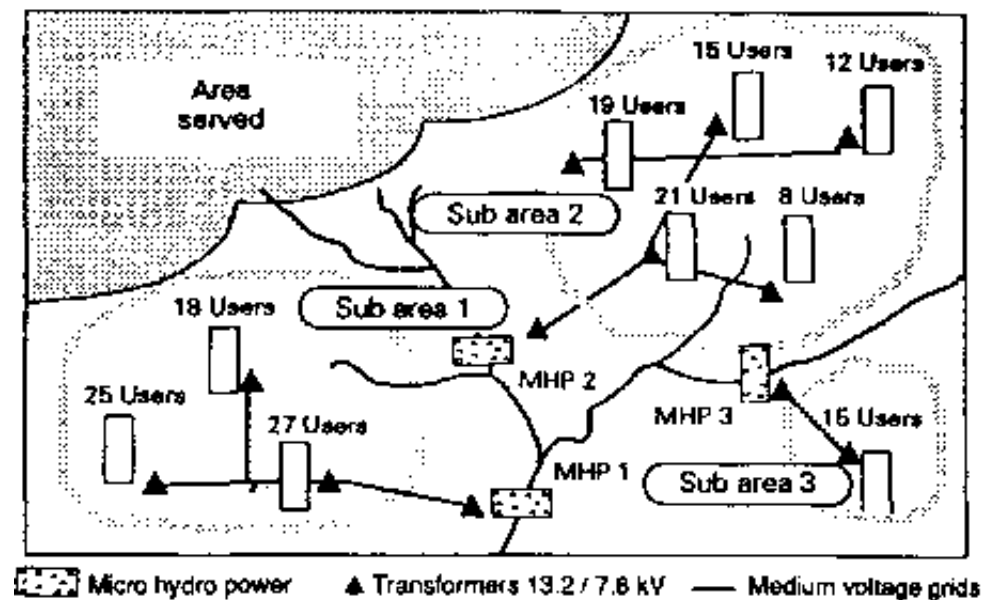 Area
served
15 Users
12 Users
19 Users
21 Users
8 Users
Sub area 2
Sub area 1
18 Users
MHP 2
25 Users
MHP 3
27 Users
15 Users
MHP 1
Sub area 3
Micro hydro power
Transformers 13.2 / 7.6 kV
Medium voltage grids